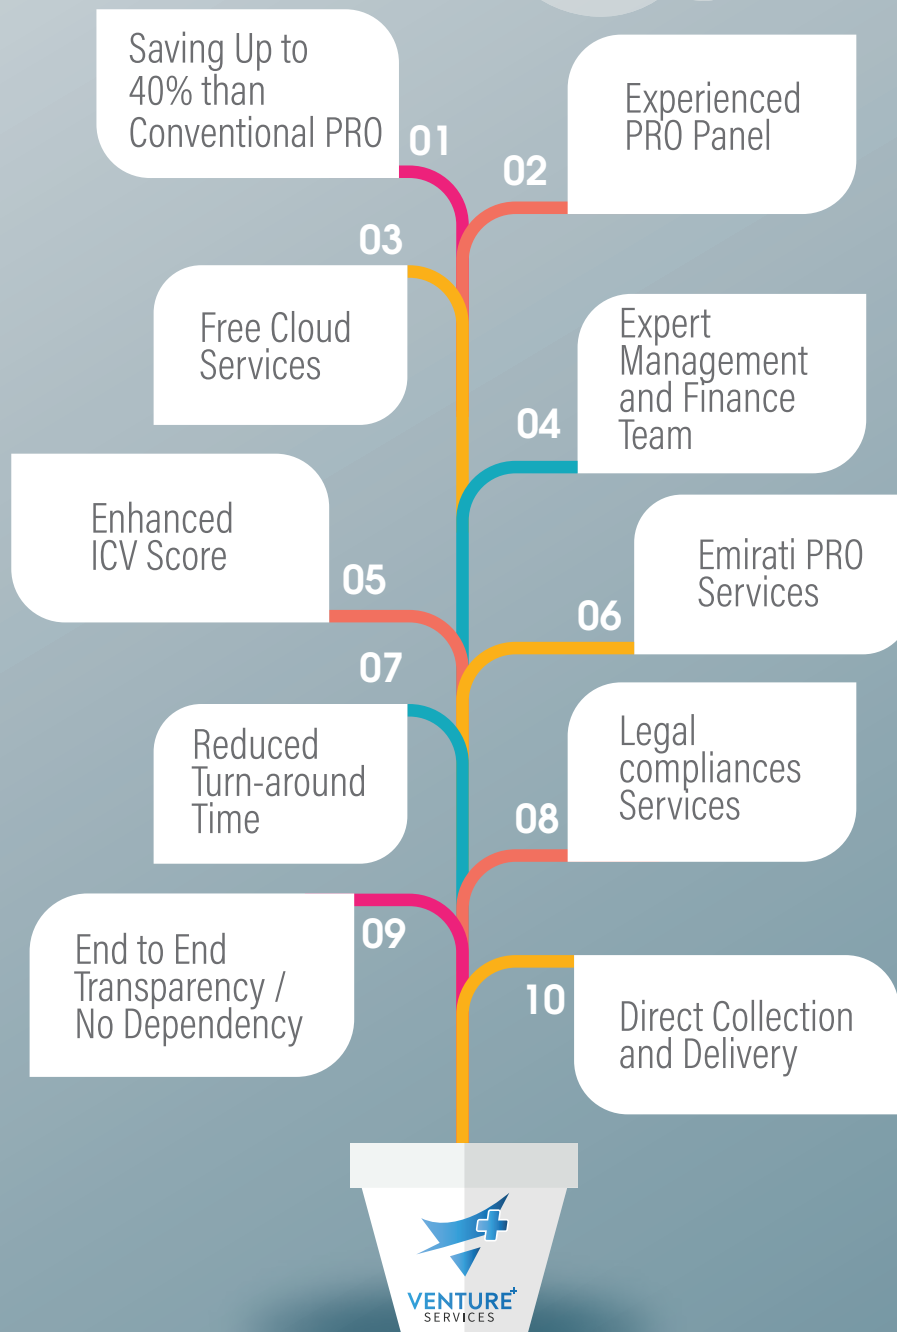 Saving Up to
40% than
Conventional PRO
01
Experienced
PRO Panel
02
03
Free Cloud
Services
Expert
Management
and Finance
Team
04
Enhanced
ICV Score
05
Emirati PRO
Services
06
07
Reduced
Turn-around
Time
Legal
compliances
Services
08
End to End
Transparency /
No Dependency
09
10
Direct Collection
and Delivery
VENTURE+
SERVICES